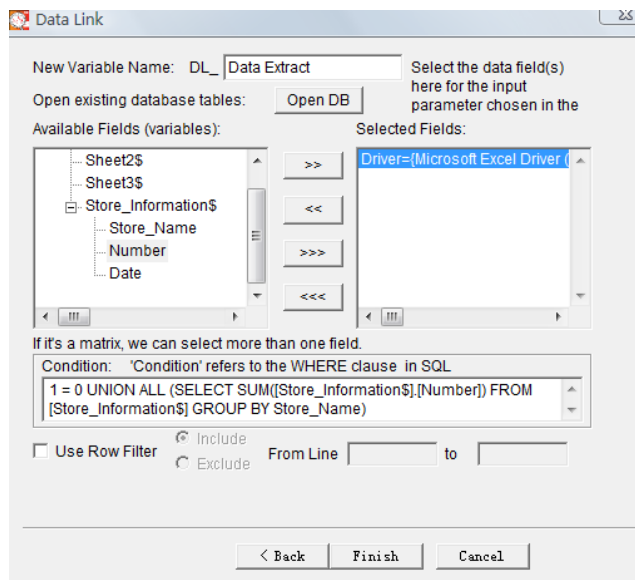 Data Link
New Variable Name: DL_ Data Extract
Select the data field(s)
here for the input
parameter chosen in the
Open existing database tables: Open DB
Available Fields (variables):
Selected Fields:
Sheet2$
Sheet3$
Store_Information$
Store_Name
Number
Date
>>
<<
>>>
<<<
Driver={Microsoft Excel Driver (
If it's a matrix, we can select more than one field.
Condition: 'Condition' refers to the WHERE clause in SQL
1 = 0 UNION ALL (SELECT SUM([Store_Information$].[Number]) FROM
[Store_Information$] GROUP BY Store_Name)
Use Row Filter
Include
Exclude
From Line
to
< Back
Finish
Cancel